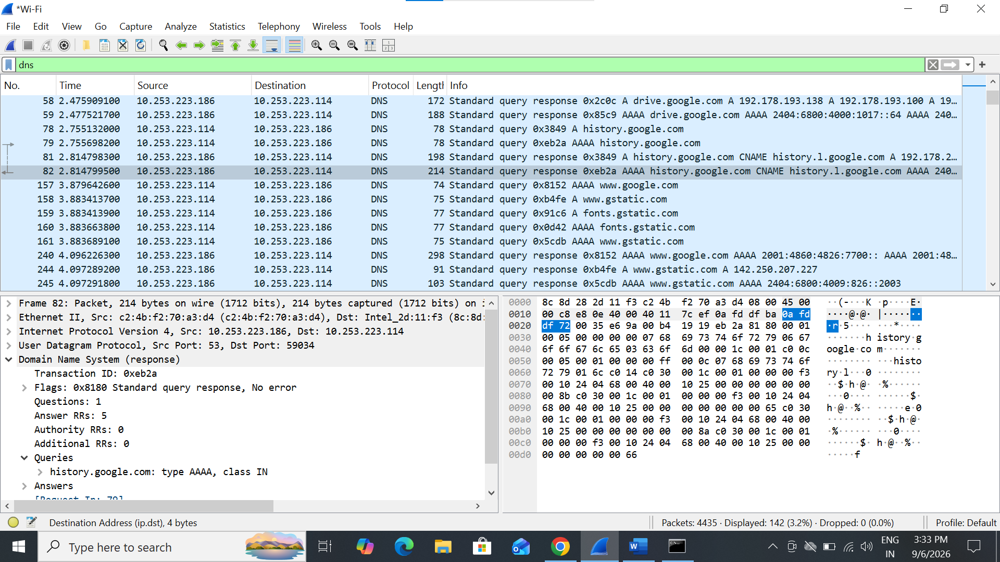 *Wi-Fi
File Edit View Go Capture Analyze Statistics Telephony Wireless Tools Help
dns
No. Time Source Destination Protocol Length Info
58 2.475909100 10.253.223.186 10.253.223.114 DNS 172 Standard query response 0x2c0c A drive.google.com A 192.178.193.138 A 192.178.193.100 A 19…
59 2.477521700 10.253.223.186 10.253.223.114 DNS 188 Standard query response 0x85c9 AAAA drive.google.com AAAA 2404:6800:4000:1017::64 AAAA 240…
78 2.755132000 10.253.223.114 10.253.223.186 DNS 78 Standard query 0x3849 A history.google.com
79 2.755698200 10.253.223.114 10.253.223.186 DNS 78 Standard query 0xeb2a AAAA history.google.com
81 2.814798300 10.253.223.186 10.253.223.114 DNS 198 Standard query response 0x3849 A history.google.com CNAME history.l.google.com A 192.178.2…
82 2.814799500 10.253.223.186 10.253.223.114 DNS 214 Standard query response 0xeb2a AAAA history.google.com CNAME history.l.google.com AAAA 240…
157 3.879642600 10.253.223.114 10.253.223.186 DNS 74 Standard query 0x8152 AAAA www.google.com
158 3.883413700 10.253.223.114 10.253.223.186 DNS 75 Standard query 0xb4fe A www.gstatic.com
159 3.883413900 10.253.223.114 10.253.223.186 DNS 77 Standard query 0x91c6 A fonts.gstatic.com
160 3.883663800 10.253.223.114 10.253.223.186 DNS 77 Standard query 0x0d42 AAAA fonts.gstatic.com
161 3.883689100 10.253.223.114 10.253.223.186 DNS 75 Standard query 0x5cdb AAAA www.gstatic.com
240 4.096226300 10.253.223.186 10.253.223.114 DNS 298 Standard query response 0x8152 AAAA www.google.com AAAA 2001:4860:4826:7700:: AAAA 2001:48…
244 4.097289200 10.253.223.186 10.253.223.114 DNS 91 Standard query response 0xb4fe A www.gstatic.com A 142.250.207.227
245 4.097291800 10.253.223.186 10.253.223.114 DNS 103 Standard query response 0x5cdb AAAA www.gstatic.com AAAA 2404:6800:4009:826::2003
Frame 82: Packet, 214 bytes on wire (1712 bits), 214 bytes captured (1712 bits) on i
Ethernet II, Src: c2:4b:f2:70:a3:d4 (c2:4b:f2:70:a3:d4), Dst: Intel_2d:11:f3 (8c:8d:
Internet Protocol Version 4, Src: 10.253.223.186, Dst: 10.253.223.114
User Datagram Protocol, Src Port: 53, Dst Port: 59034
Domain Name System (response)
Transaction ID: 0xeb2a
Flags: 0x8180 Standard query response, No error
Questions: 1
Answer RRs: 5
Authority RRs: 0
Additional RRs: 0
Queries
history.google.com: type AAAA, class IN
Answers
[Request In: 79]
0000 8c 8d 28 2d 11 f3 c2 4b f2 70 a3 d4 08 00 45 00 ··(-···K ·p····E·
0010 00 c8 e8 0e 40 00 40 11 7c ef 0a fd df ba 0a fd ····@·@· |·······
0020 df 72 00 35 e6 9a 00 b4 19 19 eb 2a 81 80 00 01 ·r·5···· ···*····
0030 00 05 00 00 00 00 07 68 69 73 74 6f 72 79 06 67 ·······h istory·g
0040 6f 6f 67 6c 65 03 63 6f 6d 00 00 1c 00 01 c0 0c oogle·co m·······
0050 00 05 00 01 00 00 00 ff 00 0c 07 68 69 73 74 6f ········ ···histo
0060 72 79 01 6c c0 14 c0 30 00 1c 00 01 00 00 00 f3 ry·l···0 ········
0070 00 10 24 04 68 00 40 00 10 25 00 00 00 00 00 00 ··$·h·@· ·%······
0080 00 8b c0 30 00 1c 00 01 00 00 00 f3 00 10 24 04 ···0···· ······$·
0090 68 00 40 00 10 25 00 00 00 00 00 00 00 65 c0 30 h·@··%·· ·····e·0
00a0 00 1c 00 01 00 00 00 f3 00 10 24 04 68 00 40 00 ········ ··$·h·@·
00b0 10 25 00 00 00 00 00 00 00 8a c0 30 00 1c 00 01 ·%······ ···0····
00c0 00 00 00 f3 00 10 24 04 68 00 40 00 10 25 00 00 ······$· h·@··%··
00d0 00 00 00 00 00 66 ·····f
Destination Address (ip.dst), 4 bytes
Packets: 4435 · Displayed: 142 (3.2%) · Dropped: 0 (0.0%)
Profile: Default
Type here to search
ENG
IN
3:33 PM
9/6/2026